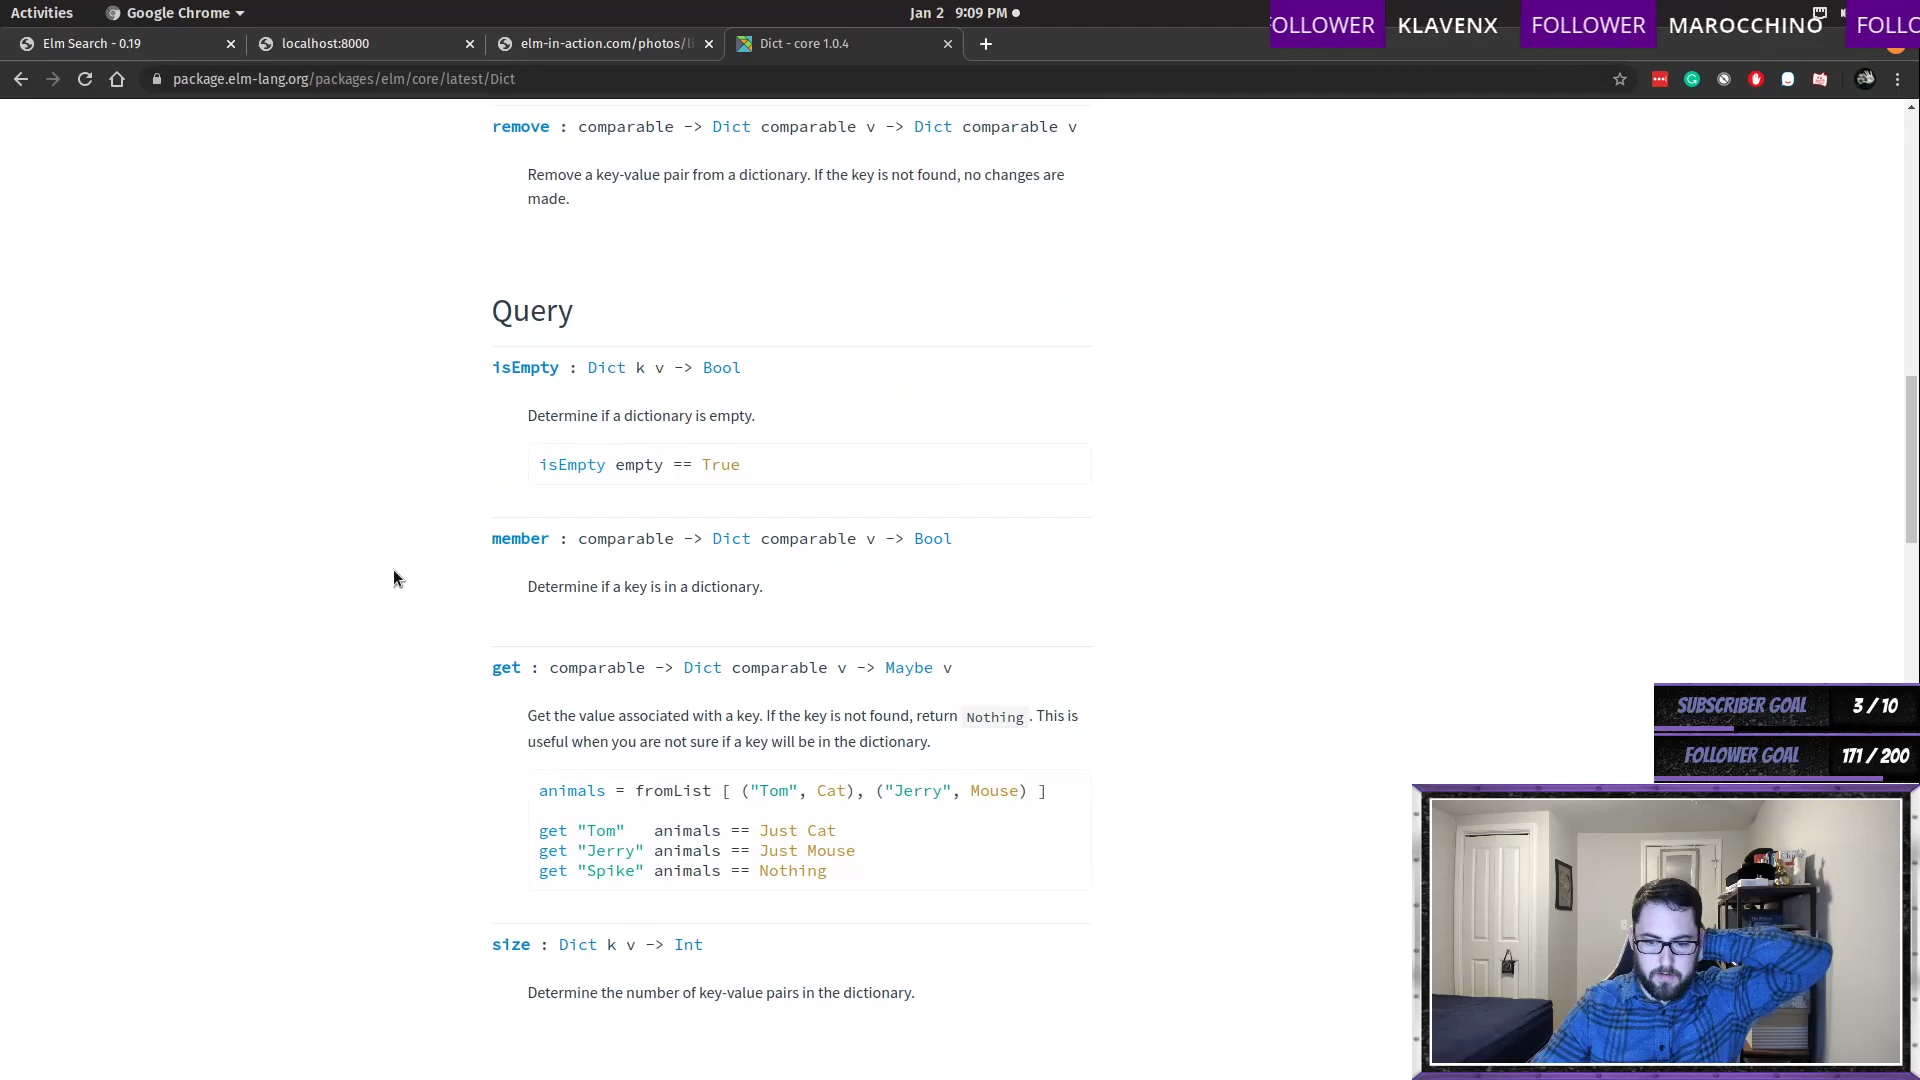 Activities
Google Chrome
Jan 2 9:09 PM
FOLLOWER KLAVENX FOLLOWER MAROCCHINO FOLLO
Elm Search - 0.19
localhost:8000
elm-in-action.com/photos/li
Dict - core 1.0.4
package.elm-lang.org/packages/elm/core/latest/Dict
remove : comparable -> Dict comparable v -> Dict comparable v
Remove a key-value pair from a dictionary. If the key is not found, no changes are
made.
Query
isEmpty : Dict k v -> Bool
Determine if a dictionary is empty.
isEmpty empty == True
member : comparable -> Dict comparable v -> Bool
Determine if a key is in a dictionary.
get : comparable -> Dict comparable v -> Maybe v
Get the value associated with a key. If the key is not found, return Nothing. This is
useful when you are not sure if a key will be in the dictionary.
animals = fromList [ ("Tom", Cat), ("Jerry", Mouse) ]
get "Tom"   animals == Just Cat
get "Jerry" animals == Just Mouse
get "Spike" animals == Nothing
size : Dict k v -> Int
Determine the number of key-value pairs in the dictionary.
SUBSCRIBER GOAL 3 / 10
FOLLOWER GOAL 171 / 200